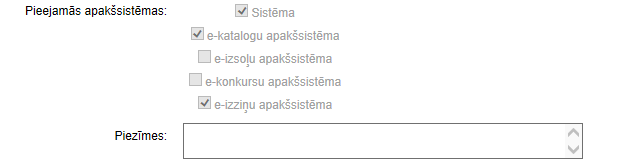 Pieejamās apakšsistēmas: Sistēma
e-katalogu apakšsistēma
e-izsoļu apakšsistēma
e-konkursu apakšsistēma
e-izziņu apakšsistēma
Piezīmes: